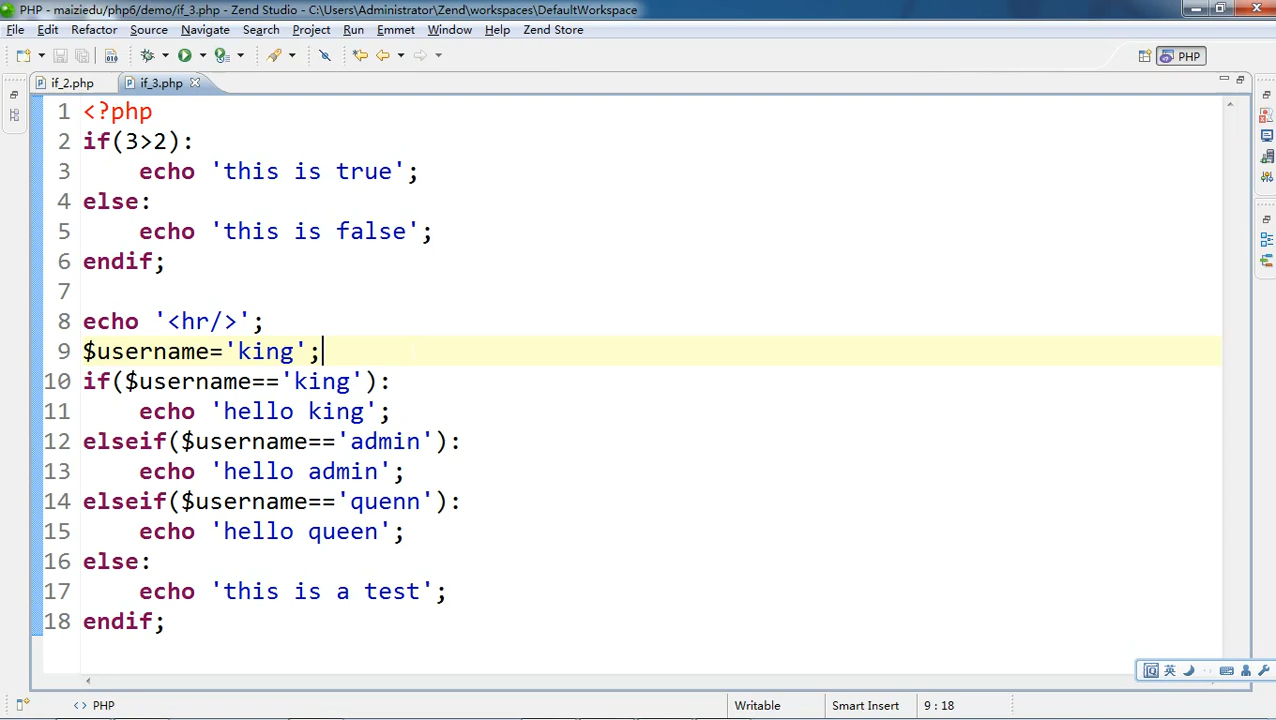 PHP - maiziedu/php6/demo/if_3.php - Zend Studio - C:\Users\Administrator\Zend\workspaces\DefaultWorkspace
File Edit Refactor Source Navigate Search Project Run Emmet Window Help Zend Store
PHP
if_2.php if_3.php
1 <?php
2 if(3>2):
3 echo 'this is true';
4 else:
5 echo 'this is false';
6 endif;
7
8 echo '<hr/>';
9 $username='king';
10 if($username=='king'):
11 echo 'hello king';
12 elseif($username=='admin'):
13 echo 'hello admin';
14 elseif($username=='quenn'):
15 echo 'hello queen';
16 else:
17 echo 'this is a test';
18 endif;
英
<> PHP Writable Smart Insert 9 : 18